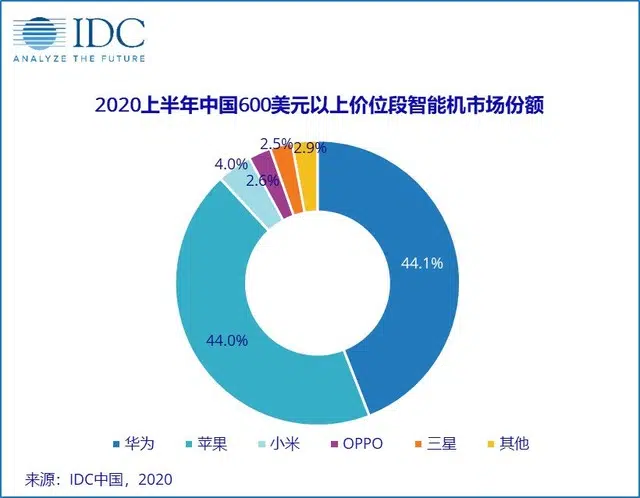 IDC
ANALYZE THE FUTURE
2020上半年中国600美元以上价位段智能机市场份额
2.5%
2.9%
4.0%
2.6%
44.1%
44.0%
华为 苹果 小米 OPPO 三星 其他
来源：IDC中国，2020